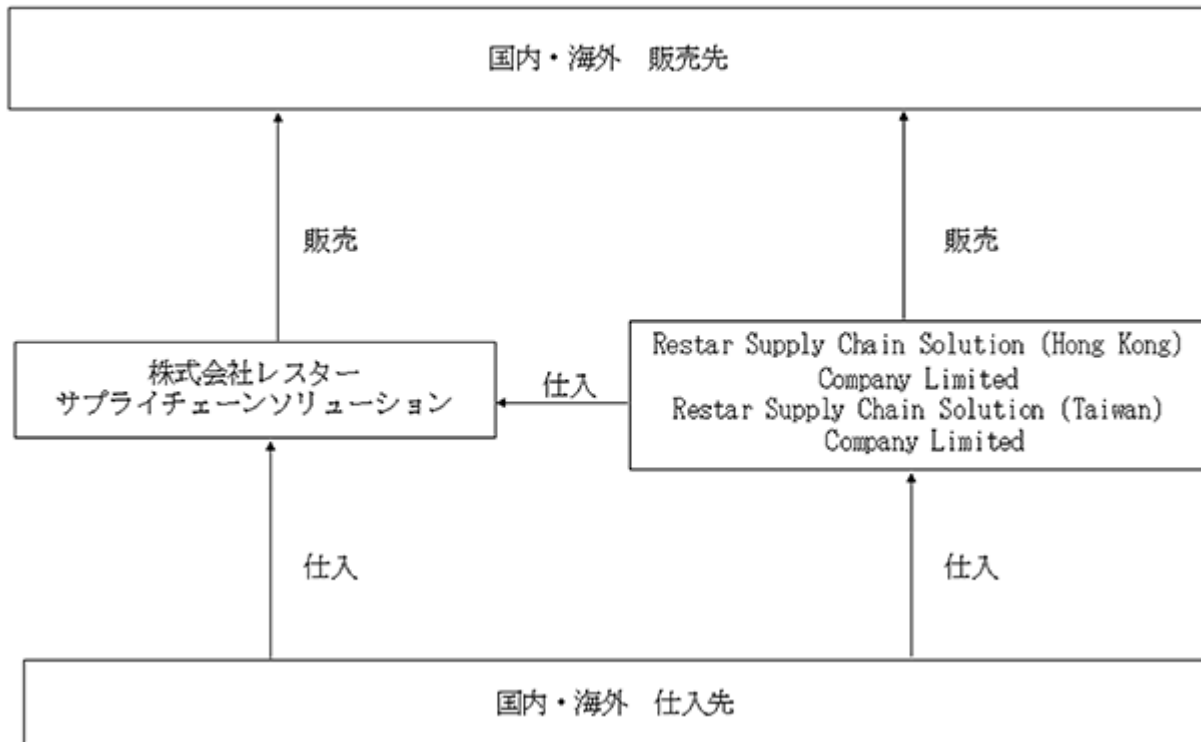 国内・海外　販売先
販売
販売
株式会社レスター
サプライチェーンソリューション
仕入
Restar Supply Chain Solution (Hong Kong)
Company Limited
Restar Supply Chain Solution (Taiwan)
Company Limited
仕入
仕入
国内・海外　仕入先